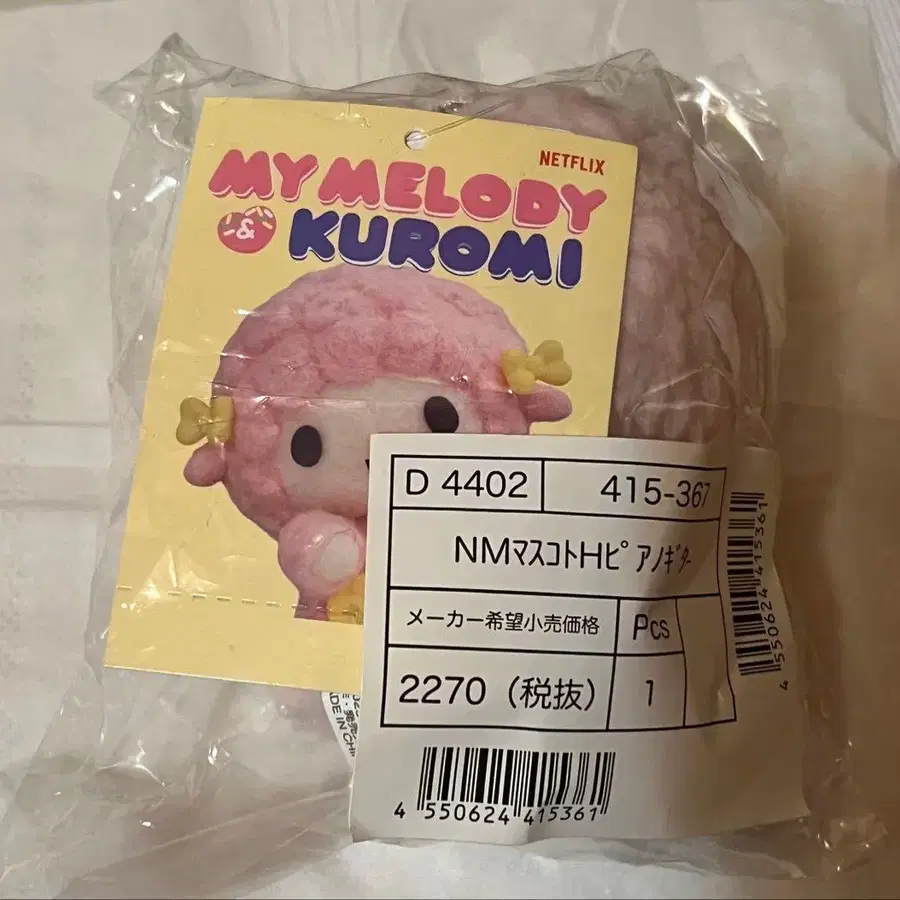 NETFLIX
MY MELODY
& KUROMI
D 4402 415-367
NMﾏｽｺﾄHﾋﾟｱﾉｷﾞﾀｰ
メーカー希望小売価格 Pcs
2270 (税抜) 1
4 550624 415361
4 550624 415361